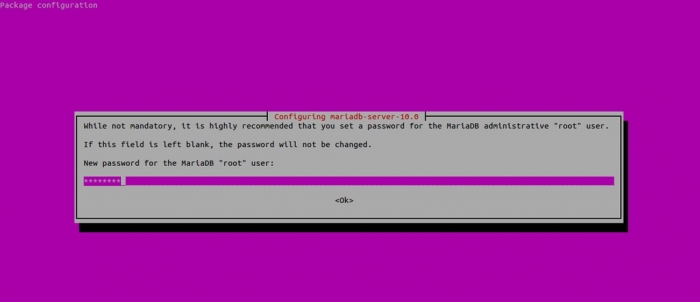 Package configuration
Configuring mariadb-server-10.0
While not mandatory, it is highly recommended that you set a password for the MariaDB administrative "root" user.
If this field is left blank, the password will not be changed.
New password for the MariaDB "root" user:
********
<Ok>